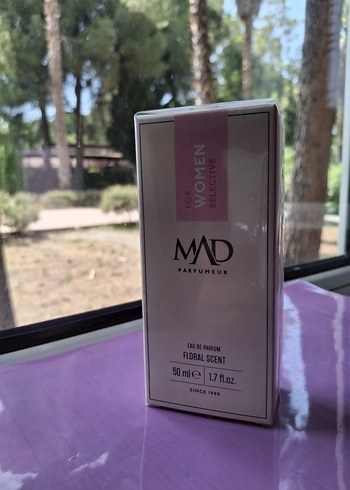 FOR
WOMEN
SELECTIVE
MAD
PARFUMEUR
EAU DE PARFUM
FLORAL SCENT
50 ml ℮ 1.7 fl.oz.
SINCE 1999